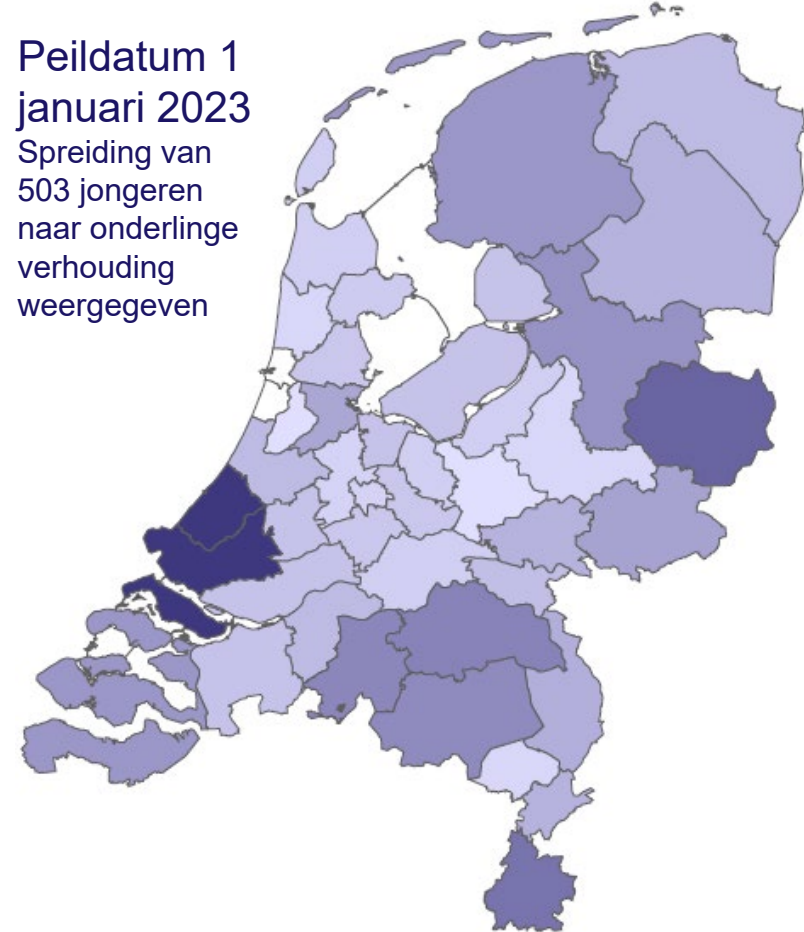 Peildatum 1
januari 2023
Spreiding van
503 jongeren
naar onderlinge
verhouding
weergegeven